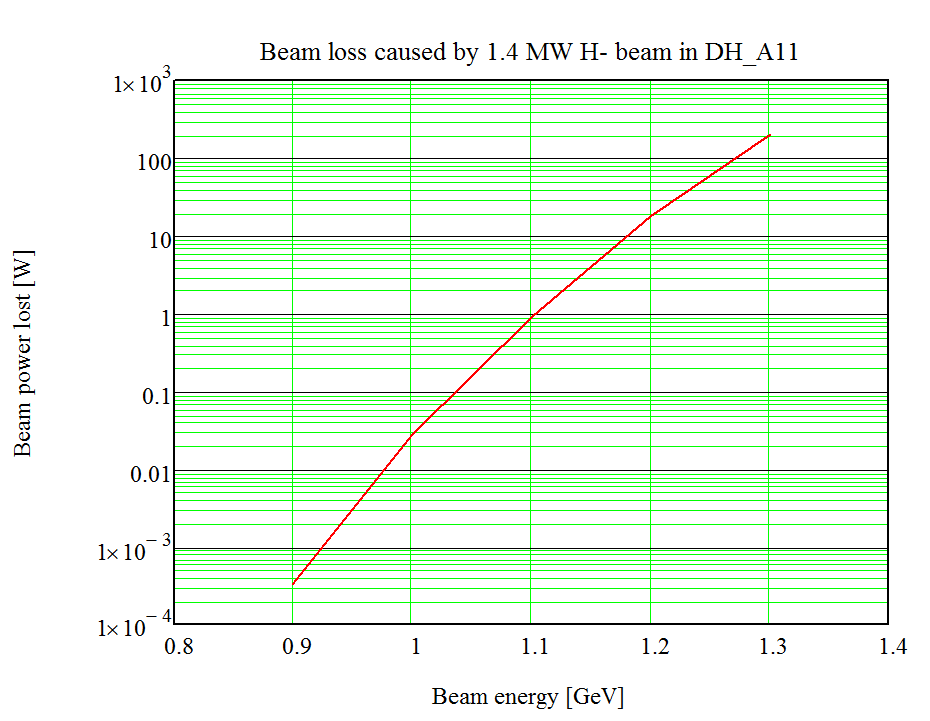 Beam loss caused by 1.4 MW H- beam in DH_A11
1×10^3
100
10
1
0.1
0.01
1×10^-3
1×10^-4
0.8 0.9 1 1.1 1.2 1.3 1.4
Beam power lost [W]
Beam energy [GeV]